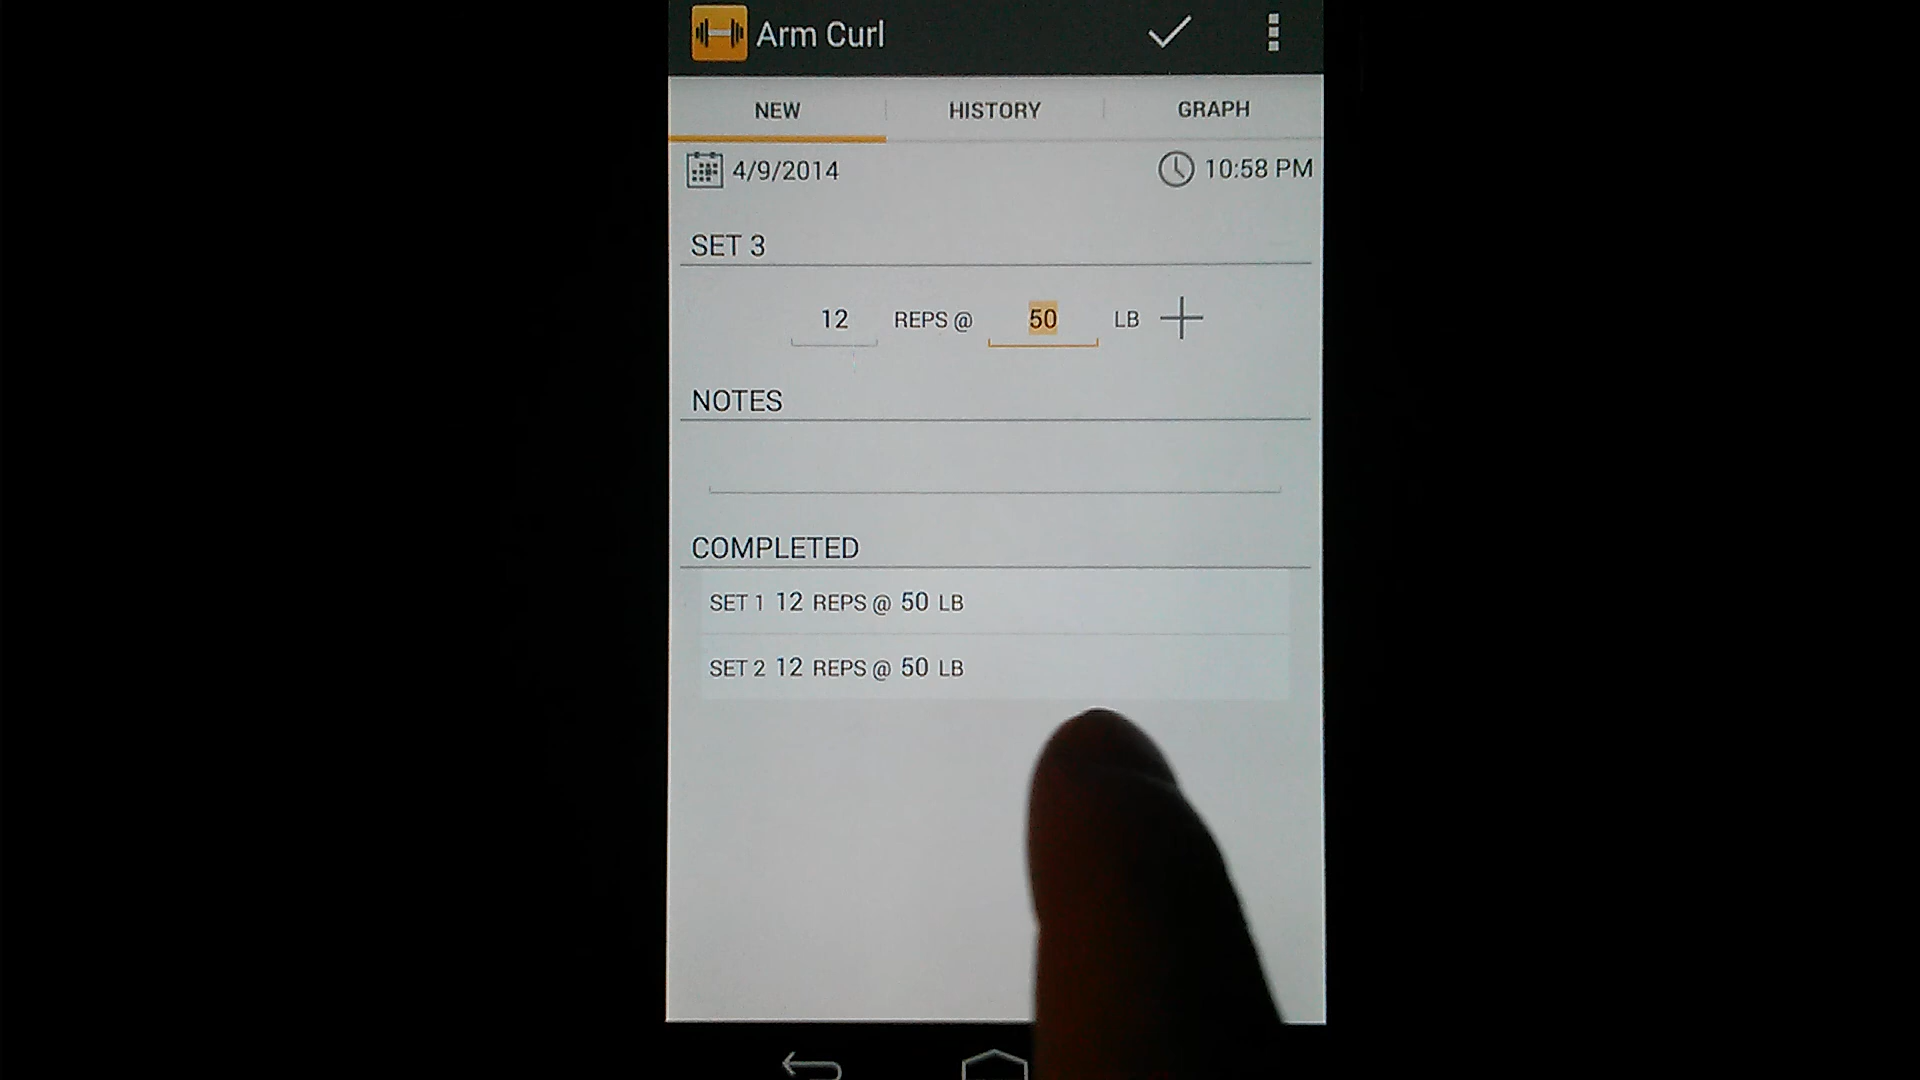 Arm Curl
NEW HISTORY GRAPH
4/9/2014 10:58 PM
SET 3
12 REPS @ 50 LB
NOTES
COMPLETED
SET 1 12 REPS @ 50 LB
SET 2 12 REPS @ 50 LB